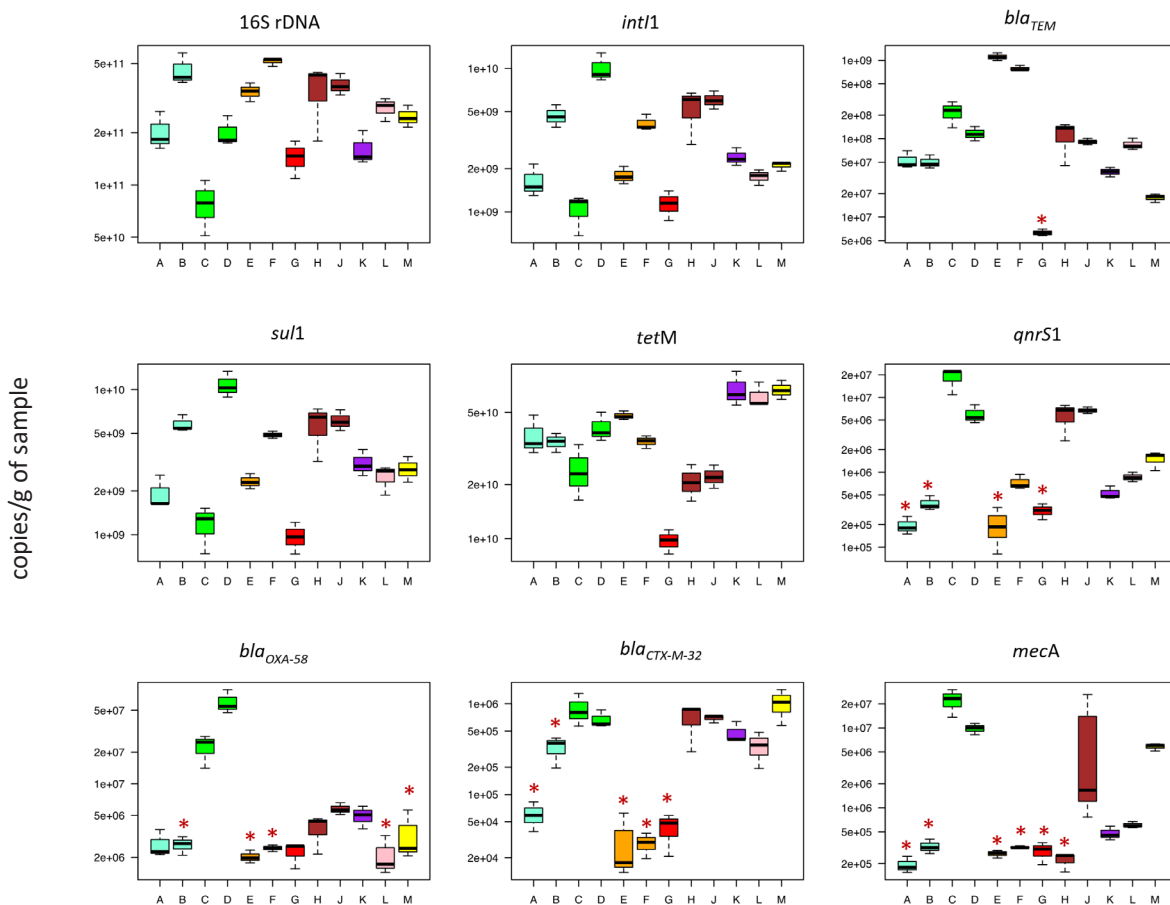 16S rDNA
intI1
bla_TEM
5e+11
2e+11
1e+11
5e+10
A B C D E F G H J K L M
1e+10
5e+09
2e+09
1e+09
A B C D E F G H J K L M
1e+09
5e+08
2e+08
1e+08
5e+07
2e+07
1e+07
5e+06
*
A B C D E F G H J K L M
copies/g of sample
sul1
tetM
qnrS1
1e+10
5e+09
2e+09
1e+09
A B C D E F G H J K L M
5e+10
2e+10
1e+10
A B C D E F G H J K L M
2e+07
1e+07
5e+06
2e+06
1e+06
5e+05
2e+05
1e+05
* * * *
A B C D E F G H J K L M
bla_OXA-58
bla_CTX-M-32
mecA
5e+07
2e+07
1e+07
5e+06
2e+06
* * * * *
A B C D E F G H J K L M
1e+06
5e+05
2e+05
1e+05
5e+04
2e+04
* * * * *
A B C D E F G H J K L M
2e+07
1e+07
5e+06
2e+06
1e+06
5e+05
2e+05
* * * * * *
A B C D E F G H J K L M